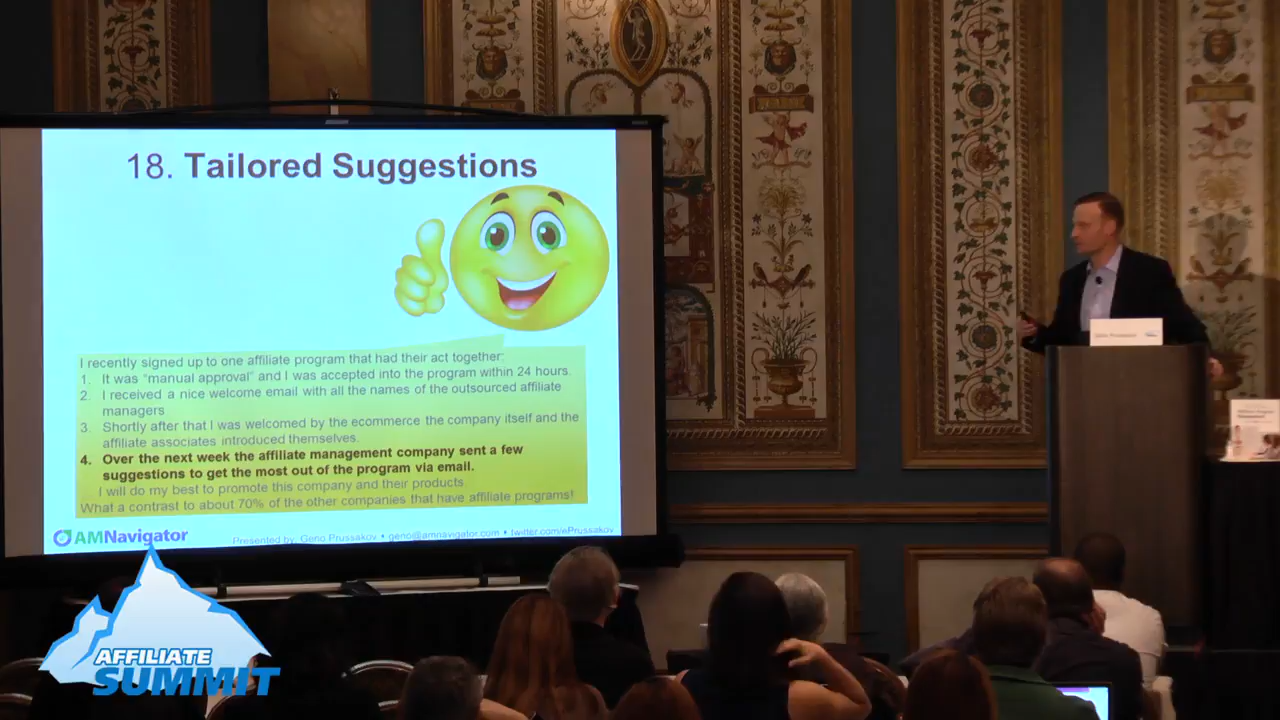 18. Tailored Suggestions
I recently signed up to one affiliate program that had their act together:
1. It was "manual approval" and I was accepted into the program within 24 hours.
2. I received a nice welcome email with all the names of the outsourced affiliate
managers
3. Shortly after that I was welcomed by the ecommerce the company itself and the
affiliate associates introduced themselves.
4. Over the next week the affiliate management company sent a few
suggestions to get the most out of the program via email.
I will do my best to promote this company and their products
What a contrast to about 70% of the other companies that have affiliate programs!
AMNavigator
Presented by: Geno Prussakov • geno@amnavigator.com • twitter.com/ePrussakov
AFFILIATE
SUMMIT